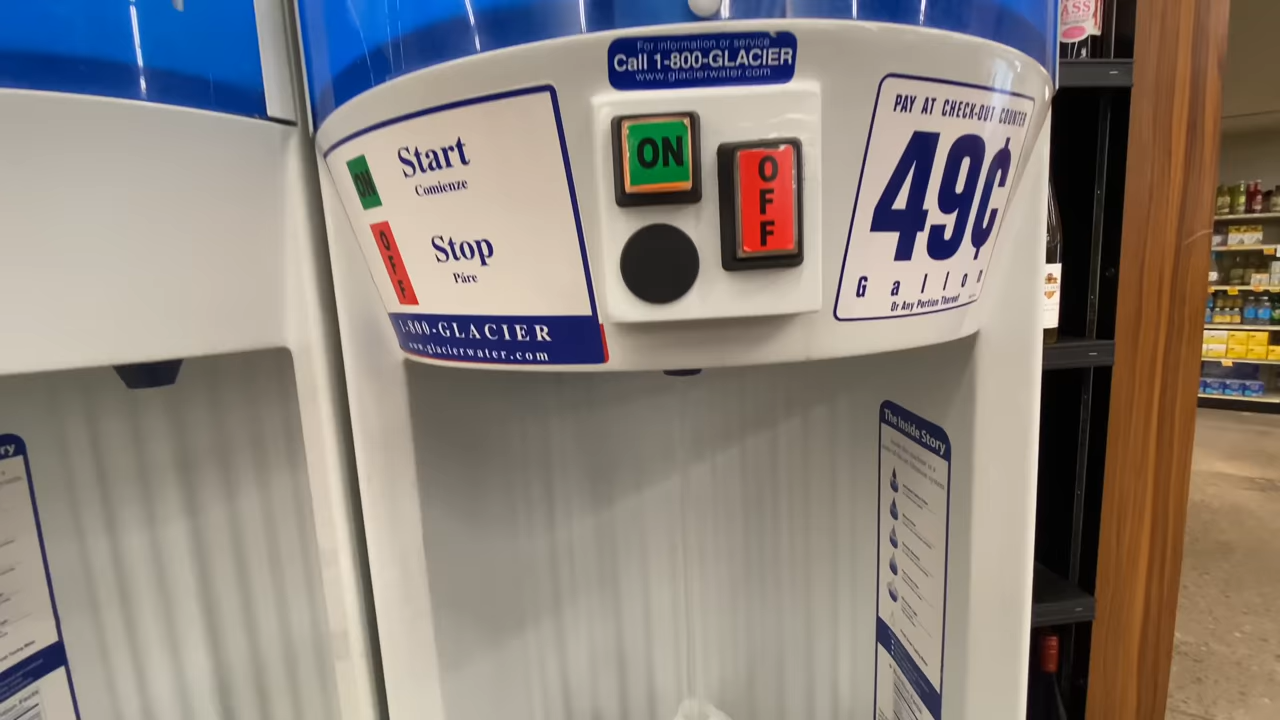 For information or service
Call 1-800-GLACIER
www.glacierwater.com
ON
Start
Comienze
OFF
Stop
Páre
1-800-GLACIER
www.glacierwater.com
ON
OFF
PAY AT CHECK-OUT COUNTER
49¢
Gallon
Or Any Portion Thereof
The Inside Story
ry
ASS